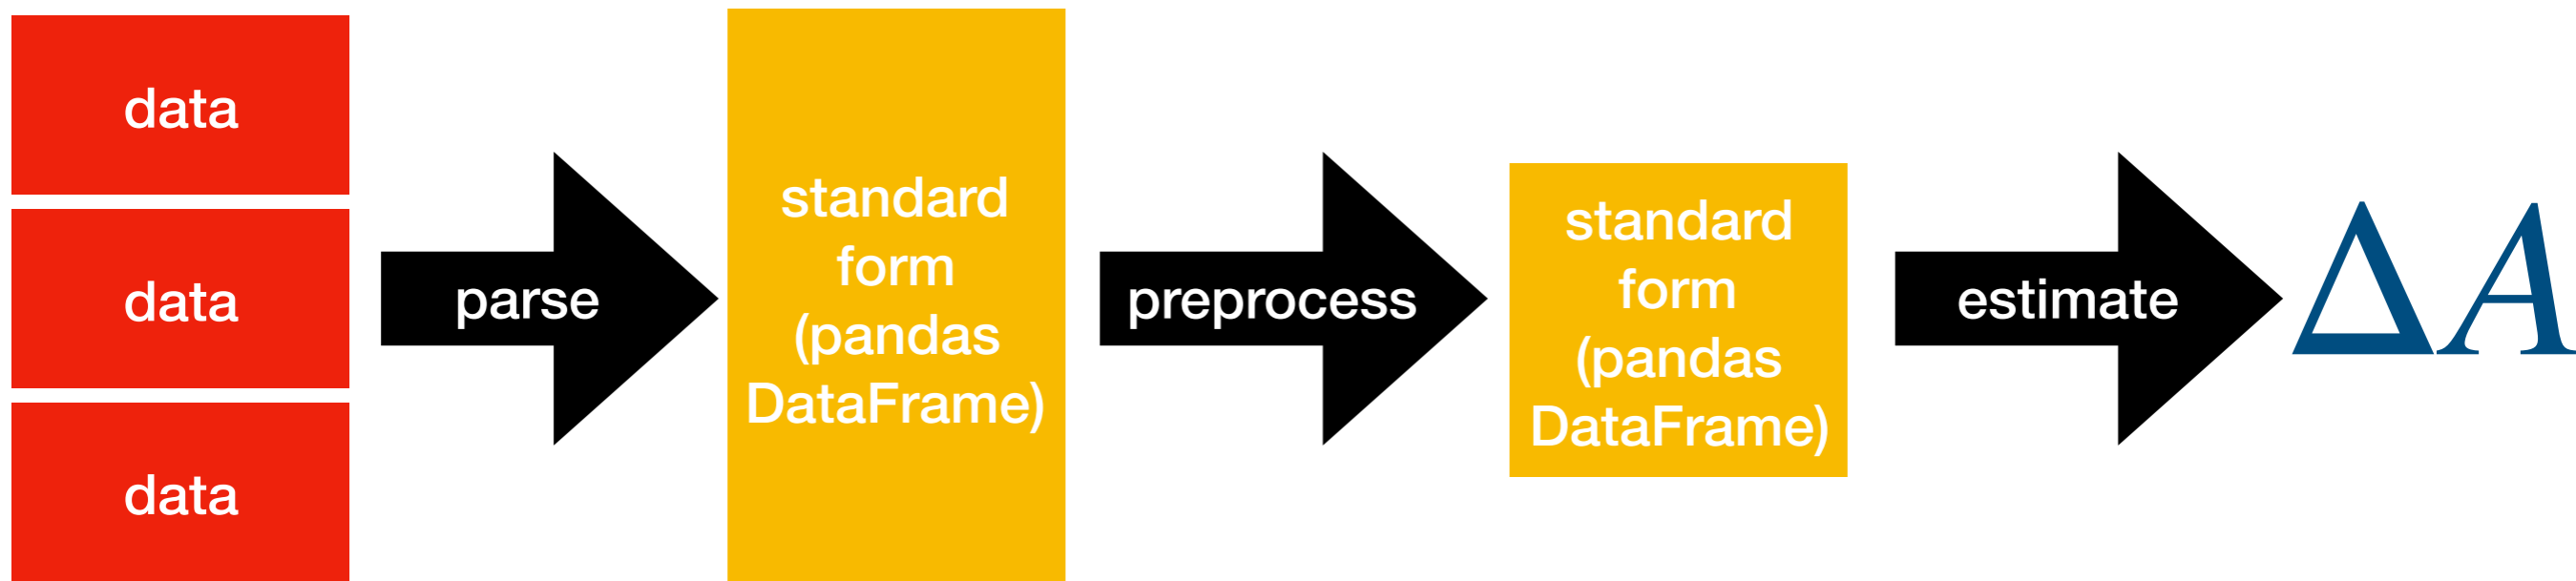 data
data
data
parse
standard
form
(pandas
DataFrame)
preprocess
standard
form
(pandas
DataFrame)
estimate
ΔA